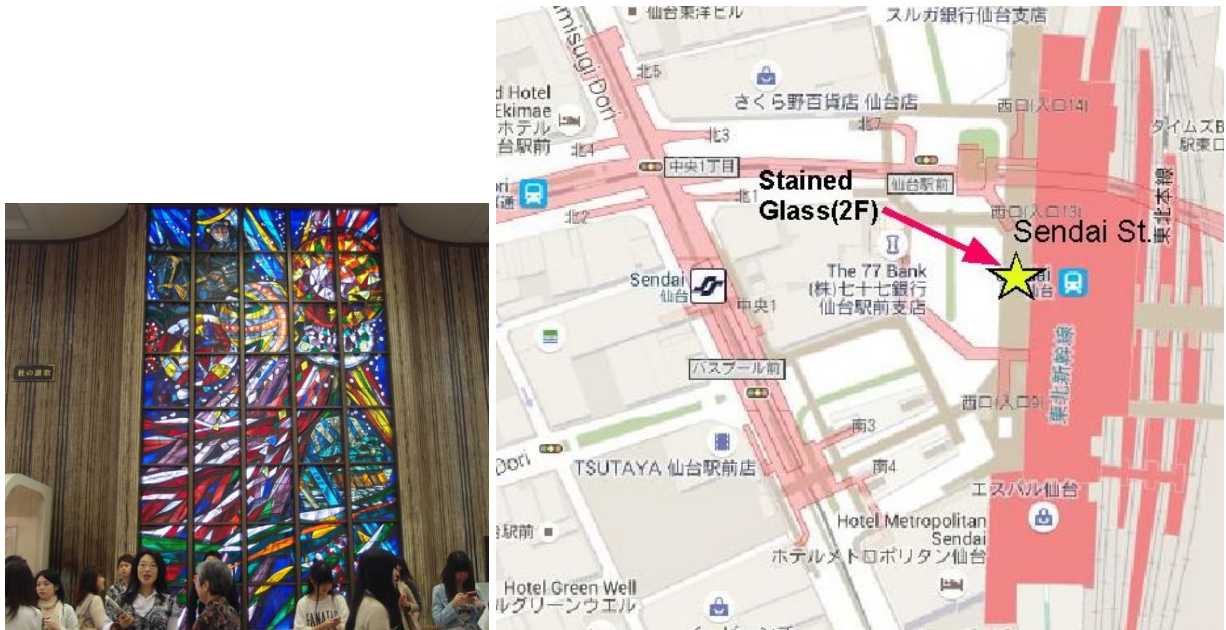 杜の讃歌
FANATIC
仙台東洋ビル
スルガ銀行仙台支店
umisugi Dori
北5
d Hotel
Ekimae
ホテル
台駅前
さくら野百貨店 仙台店
西口(入口14)
北7
タイムズB
駅東口
北3
北4
中央1丁目
仙台駅前
Stained
Glass(2F)
北1
北2
西口(入口13)
Sendai St.
東北本線
The 77 Bank
(株)七十七銀行
仙台駅前支店
Sendai
仙台
中央1
仙台
東北新幹線
バスプール前
西口(入口9)
南3
Dori
TSUTAYA 仙台駅前店
南4
エスパル仙台
Hotel Metropolitan
Sendai
ホテルメトロポリタン仙台
台駅前
Hotel Green Well
ルグリーンウエル